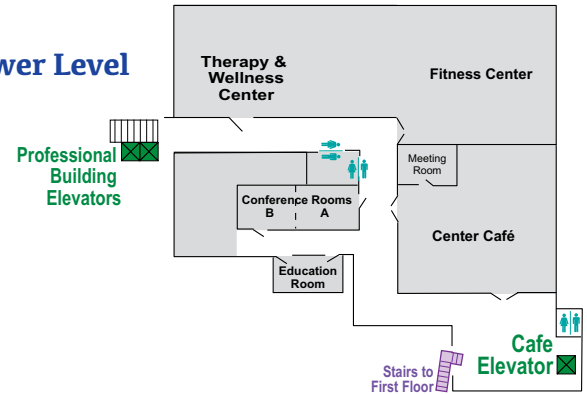 wer Level
Therapy &
Wellness
Center
Fitness Center
Professional
Building
Elevators
Meeting
Room
Conference Rooms
B A
Center Café
Education
Room
Cafe
Elevator
Stairs to
First Floor